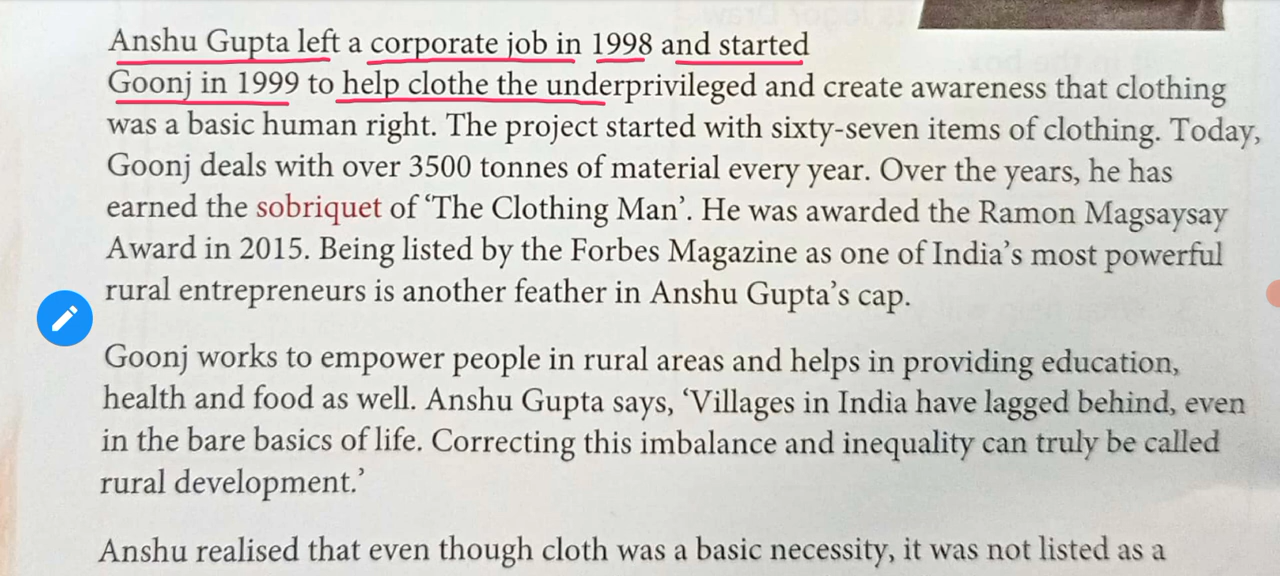 Anshu Gupta left a corporate job in 1998 and started
Goonj in 1999 to help clothe the underprivileged and create awareness that clothing
was a basic human right. The project started with sixty-seven items of clothing. Today,
Goonj deals with over 3500 tonnes of material every year. Over the years, he has
earned the sobriquet of ‘The Clothing Man’. He was awarded the Ramon Magsaysay
Award in 2015. Being listed by the Forbes Magazine as one of India’s most powerful
rural entrepreneurs is another feather in Anshu Gupta’s cap.
Goonj works to empower people in rural areas and helps in providing education,
health and food as well. Anshu Gupta says, ‘Villages in India have lagged behind, even
in the bare basics of life. Correcting this imbalance and inequality can truly be called
rural development.’
Anshu realised that even though cloth was a basic necessity, it was not listed as a